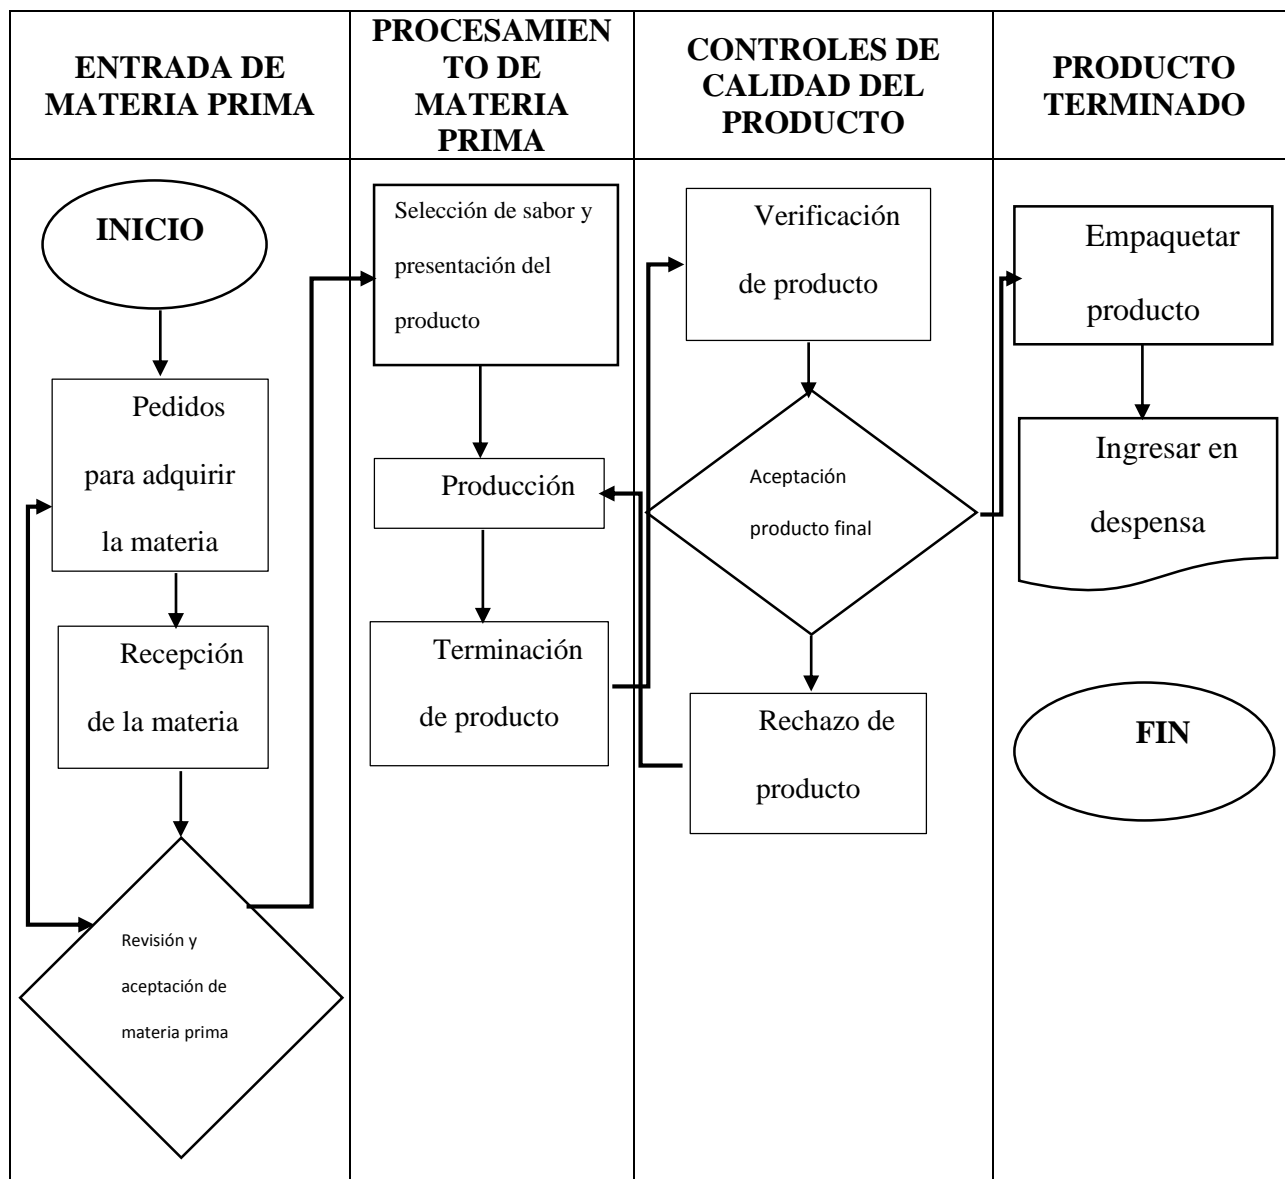 ENTRADA DE
MATERIA PRIMA
PROCESAMIEN
TO DE
MATERIA
PRIMA
CONTROLES DE
CALIDAD DEL
PRODUCTO
PRODUCTO
TERMINADO
INICIO
Pedidos
para adquirir
la materia
Recepción
de la materia
Revisión y
aceptación de
materia prima
Selección de sabor y
presentación del
producto
Producción
Terminación
de producto
Verificación
de producto
Aceptación
producto final
Rechazo de
producto
Empaquetar
producto
Ingresar en
despensa
FIN